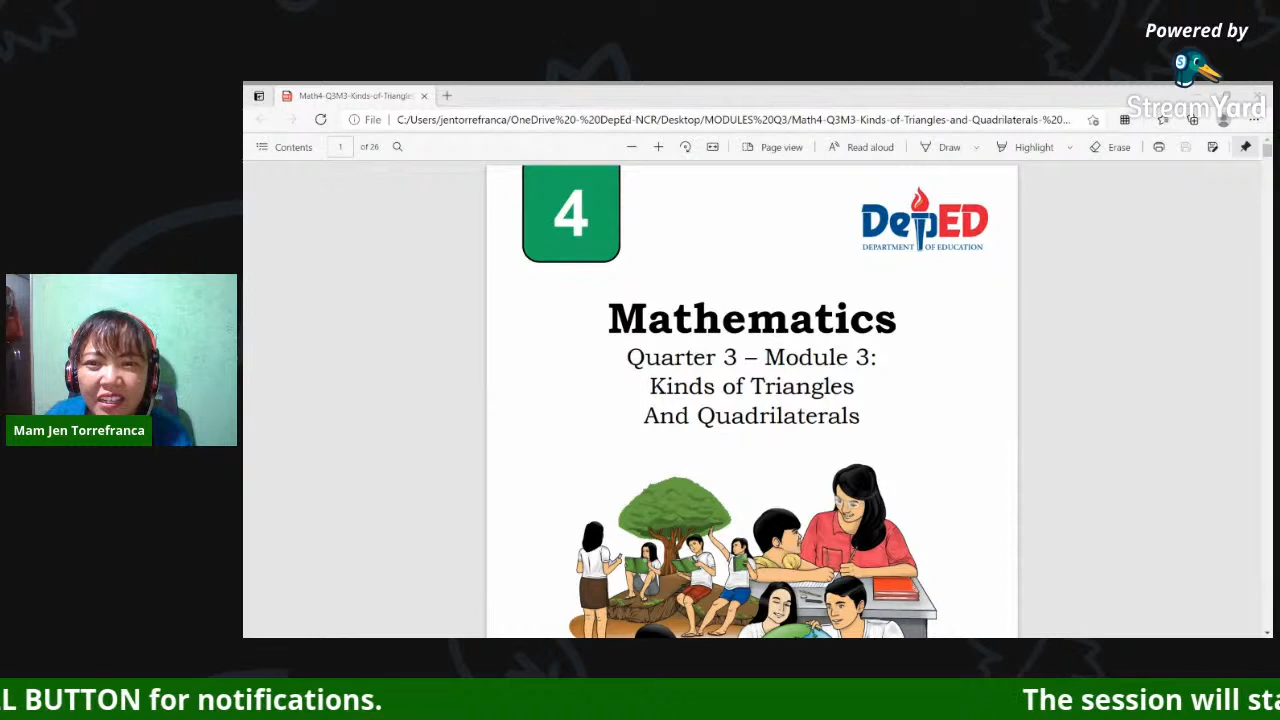 Powered by
StreamYard
Math4-Q3M3-Kinds-of-Triangles
File
C:/Users/jentorrefranca/OneDrive%20-%20DepEd-NCR/Desktop/MODULES%20Q3/Math4-Q3M3-Kinds-of-Triangles-and-Quadrilaterals-%20...
Contents
1
of 26
Page view
Read aloud
Draw
Highlight
Erase
4
DepED
DEPARTMENT OF EDUCATION
Mathematics
Quarter 3 – Module 3:
Kinds of Triangles
And Quadrilaterals
Mam Jen Torrefranca
BUTTON for notifications.
The session will